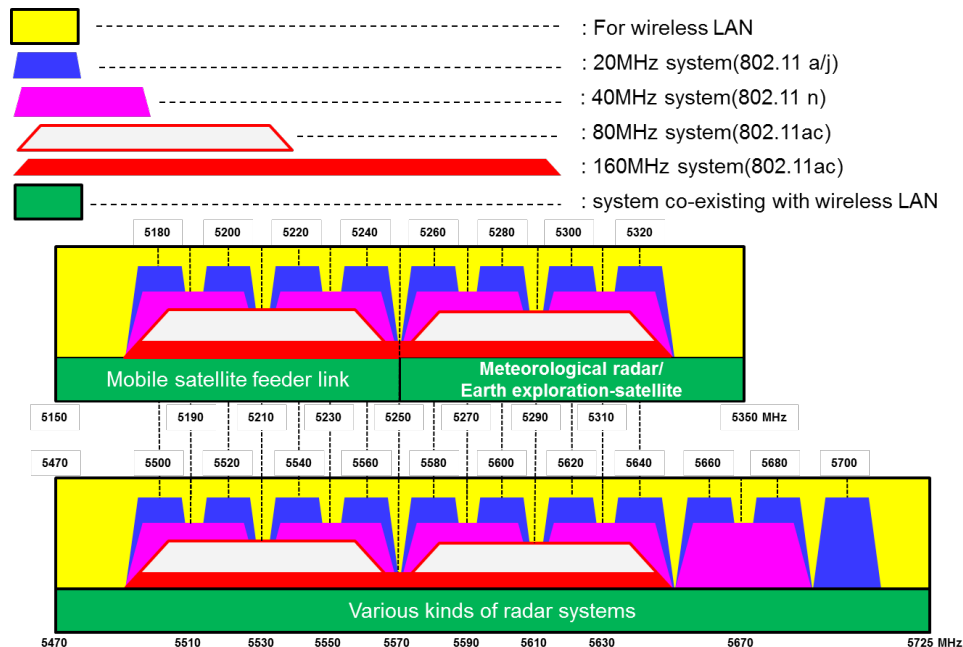 : For wireless LAN
: 20MHz system(802.11 a/j)
: 40MHz system(802.11 n)
: 80MHz system(802.11ac)
: 160MHz system(802.11ac)
: system co-existing with wireless LAN
5180 5200 5220 5240 5260 5280 5300 5320
Mobile satellite feeder link
Meteorological radar/
Earth exploration-satellite
5150 5190 5210 5230 5250 5270 5290 5310 5350 MHz
5470 5500 5520 5540 5560 5580 5600 5620 5640 5660 5680 5700
Various kinds of radar systems
5470 5510 5530 5550 5570 5590 5610 5630 5670 5725 MHz